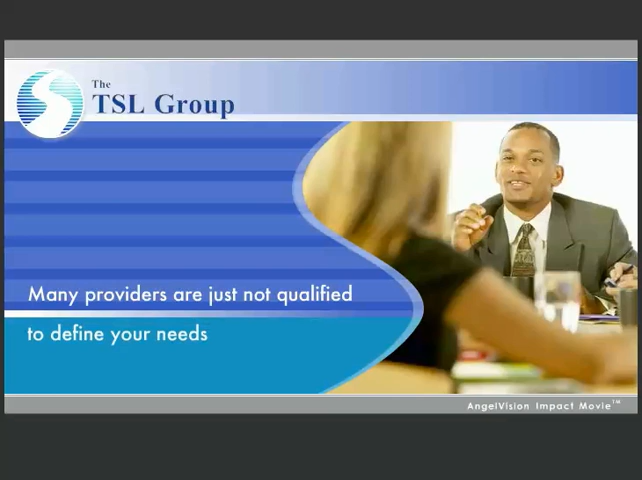 The
TSL Group
Many providers are just not qualified
to define your needs
AngelVision Impact Movie™